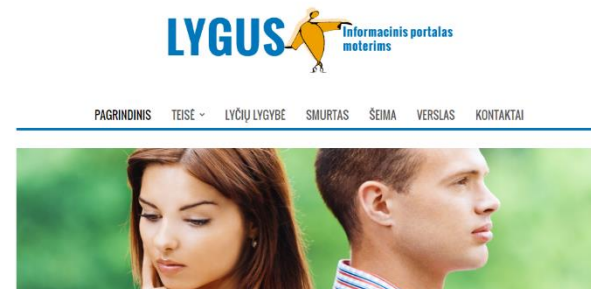 LYGUS
Informacinis portalas
moterims
PAGRINDINIS TEISĖ LYČIŲ LYGYBĖ SMURTAS ŠEIMA VERSLAS KONTAKTAI